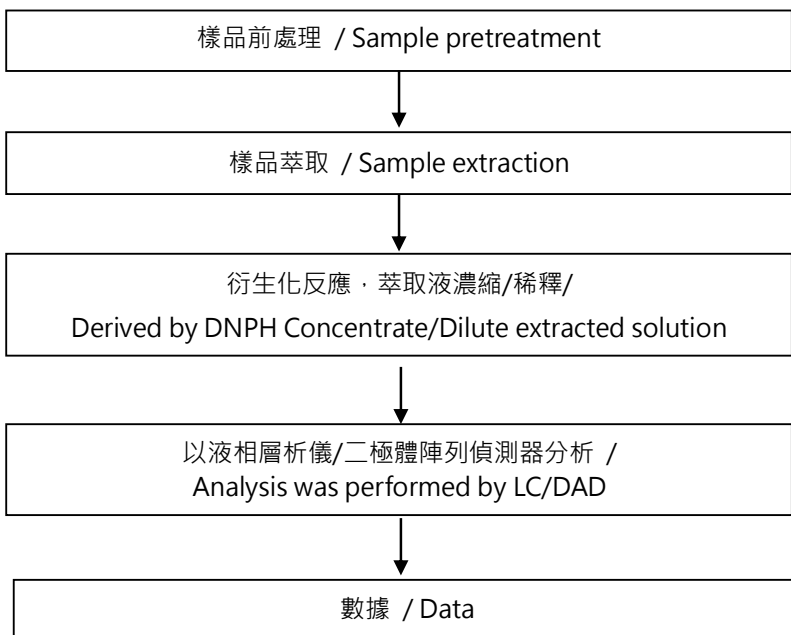 樣品前處理 / Sample pretreatment
樣品萃取 / Sample extraction
衍生化反應，萃取液濃縮/稀釋/
Derived by DNPH Concentrate/Dilute extracted solution
以液相層析儀/二極體陣列偵測器分析 /
Analysis was performed by LC/DAD
數據 / Data